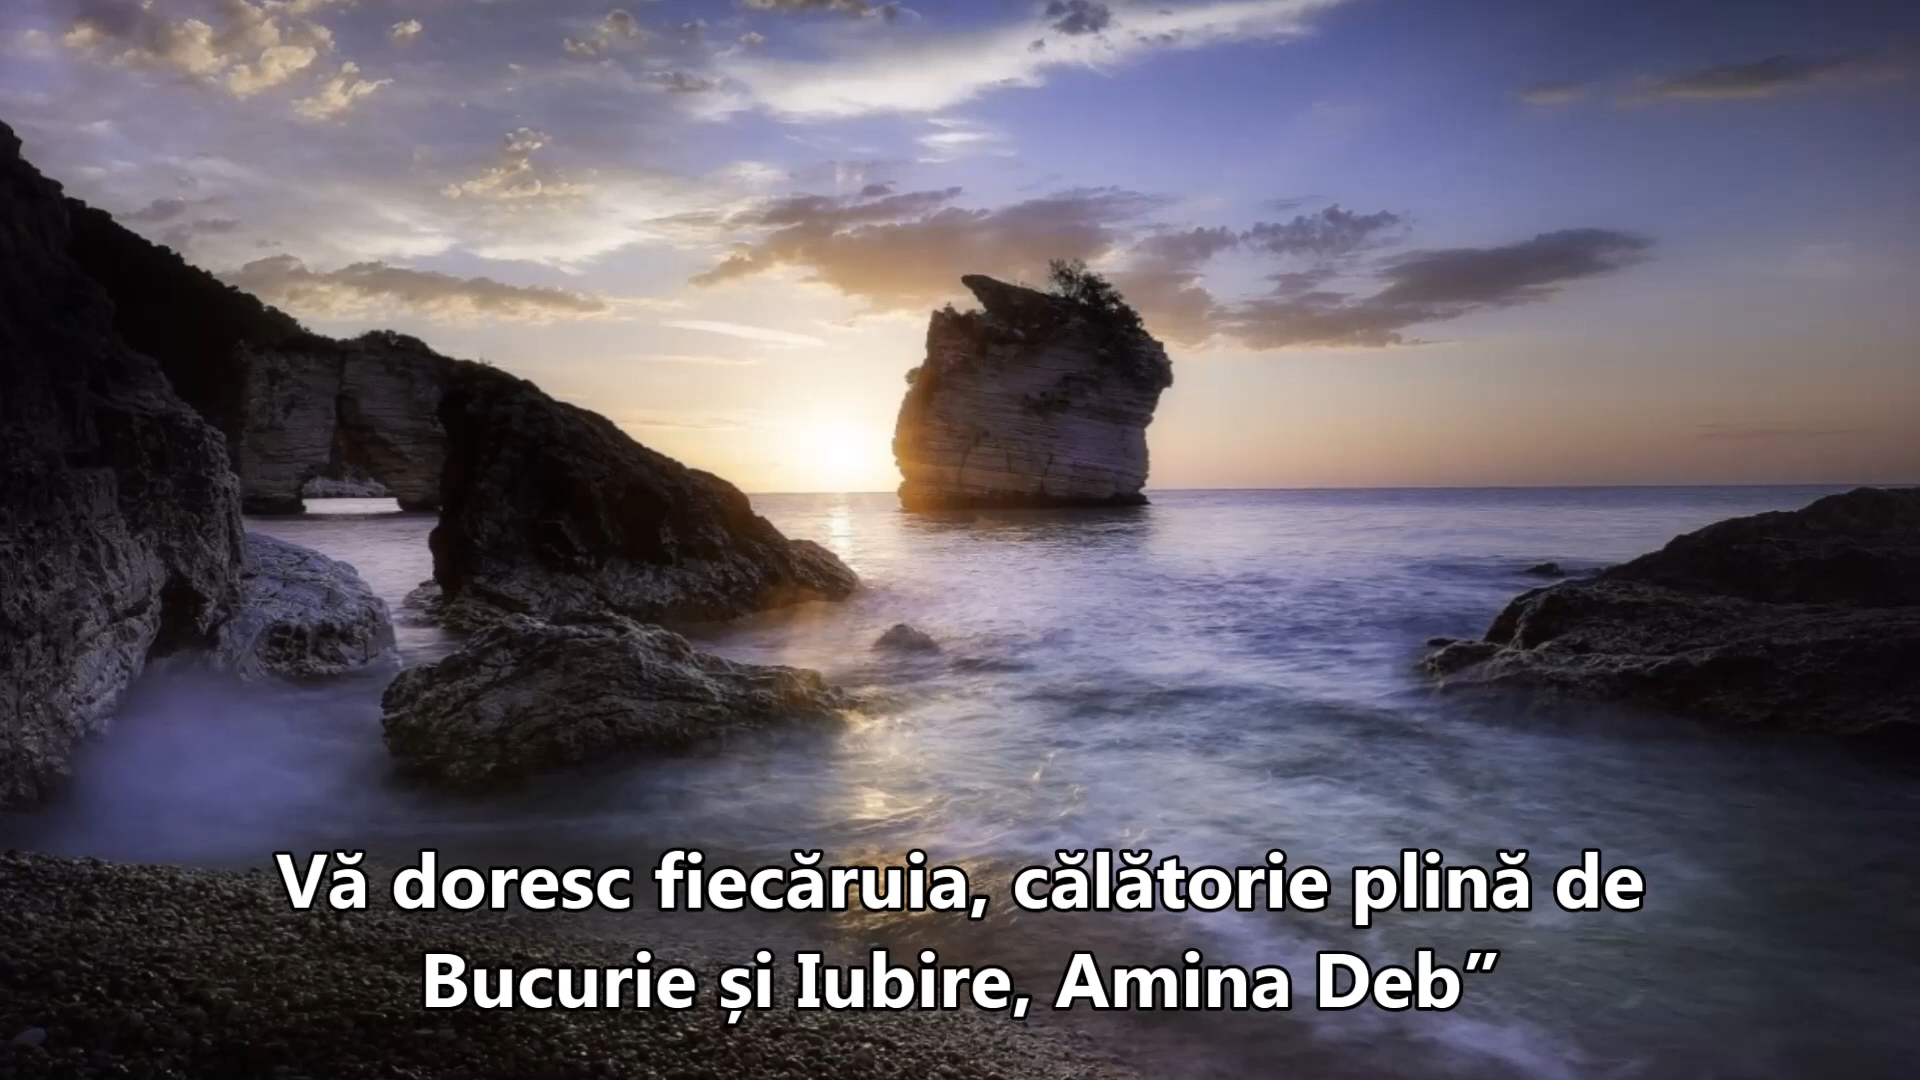 Vă doresc fiecăruia, călătorie plină de
Bucurie și Iubire, Amina Deb”